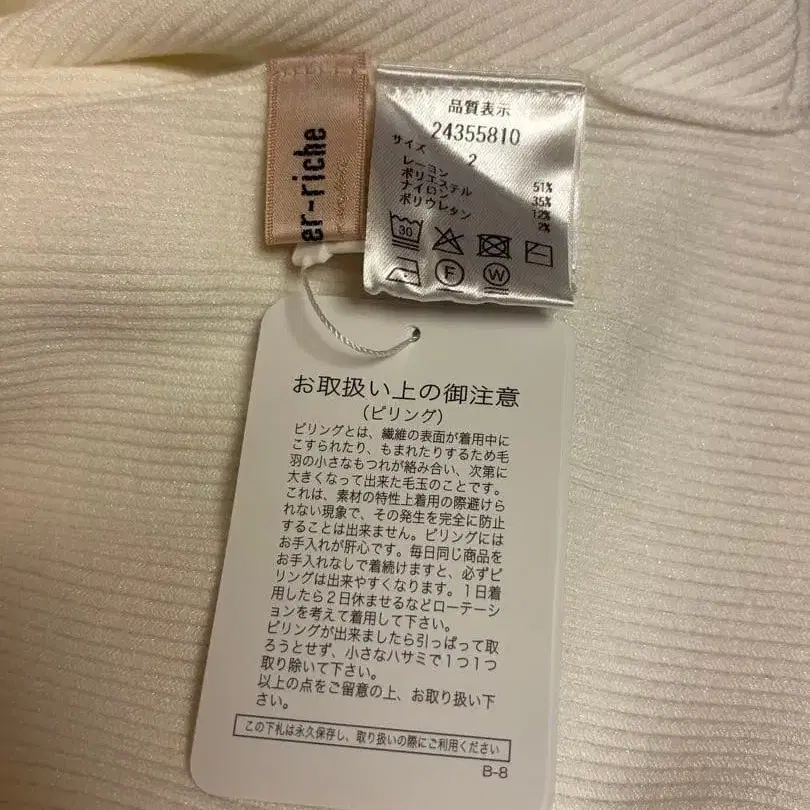 er-riche
品質表示
24355810
サイズ
2
レーヨン 51%
ポリエステル 35%
ナイロン 12%
ポリウレタン 2%
30
F
W
お取扱い上の御注意
(ピリング)
ピリングとは、繊維の表面が着用中に
こすられたり、もまれたりするため毛
羽の小さなもつれが絡み合い、次第に
大きくなって出来た毛玉のことです。
これは、素材の特性上着用の際避けら
れない現象で、その発生を完全に防止
することは出来ません。ピリングには
お手入れが肝心です。毎日同じ商品を
お手入れなしで着続けますと、必ずピ
リングは出来やすくなります。1日着
用したら2日休ませるなどローテーシ
ョンを考えて着用して下さい。
ピリングが出来ましたら引っぱって取
ろうとせず、小さなハサミで1つ1つ
取り除いて下さい。
以上の点をご留意の上、お取り扱い下
さい。
この下札は永久保存し、取り扱いの際にご利用ください
B-8